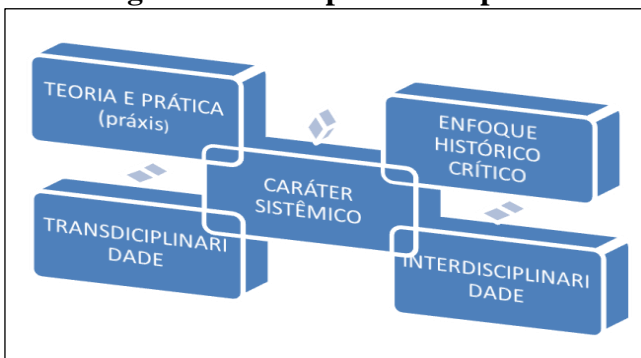 TEORIA E PRÁTICA
(práxis)
ENFOQUE
HISTÓRICO
CRÍTICO
CARÁTER
SISTÊMICO
TRANSDICIPLINARI
DADE
INTERDISCIPLINARI
DADE